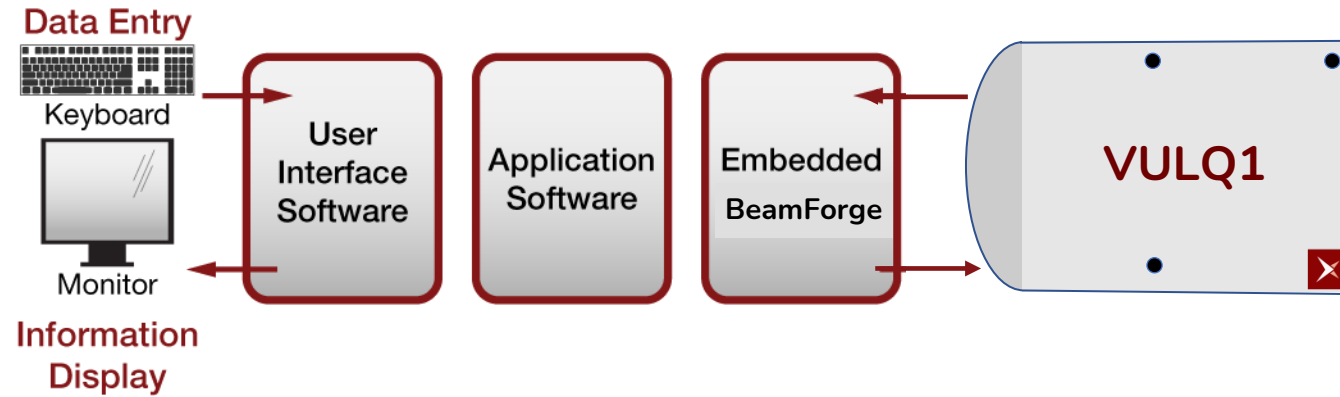 Data Entry
Keyboard
Monitor
Information
Display
User
Interface
Software
Application
Software
Embedded
BeamForge
VULQ1